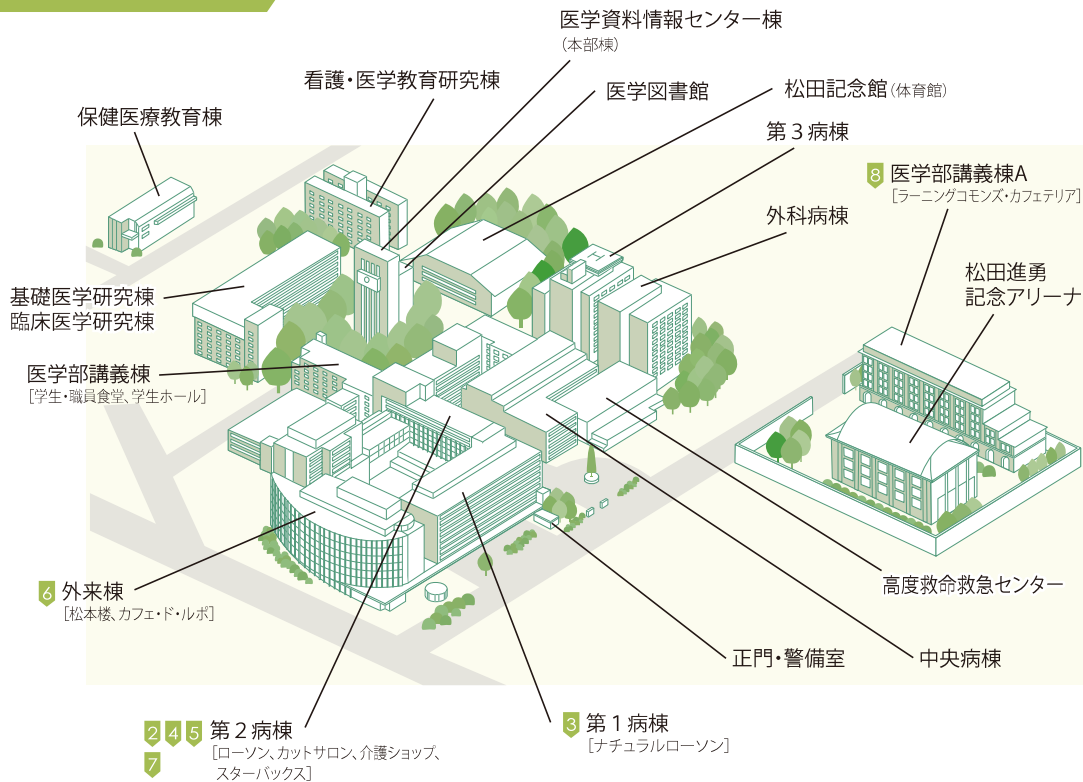 医学資料情報センター棟
(本部棟)
看護・医学教育研究棟
医学図書館
松田記念館(体育館)
保健医療教育棟
第3病棟
8 医学部講義棟A
[ラーニングコモンズ・カフェテリア]
外科病棟
松田進勇
記念アリーナ
基礎医学研究棟
臨床医学研究棟
H
医学部講義棟
[学生・職員食堂、学生ホール]
高度救命救急センター
6 外来棟
[松本楼、カフェ・ド・ルポ]
正門・警備室
中央病棟
2 4 5 第2病棟
7
[ローソン、カットサロン、介護ショップ、
スターバックス]
3 第1病棟
[ナチュラルローソン]